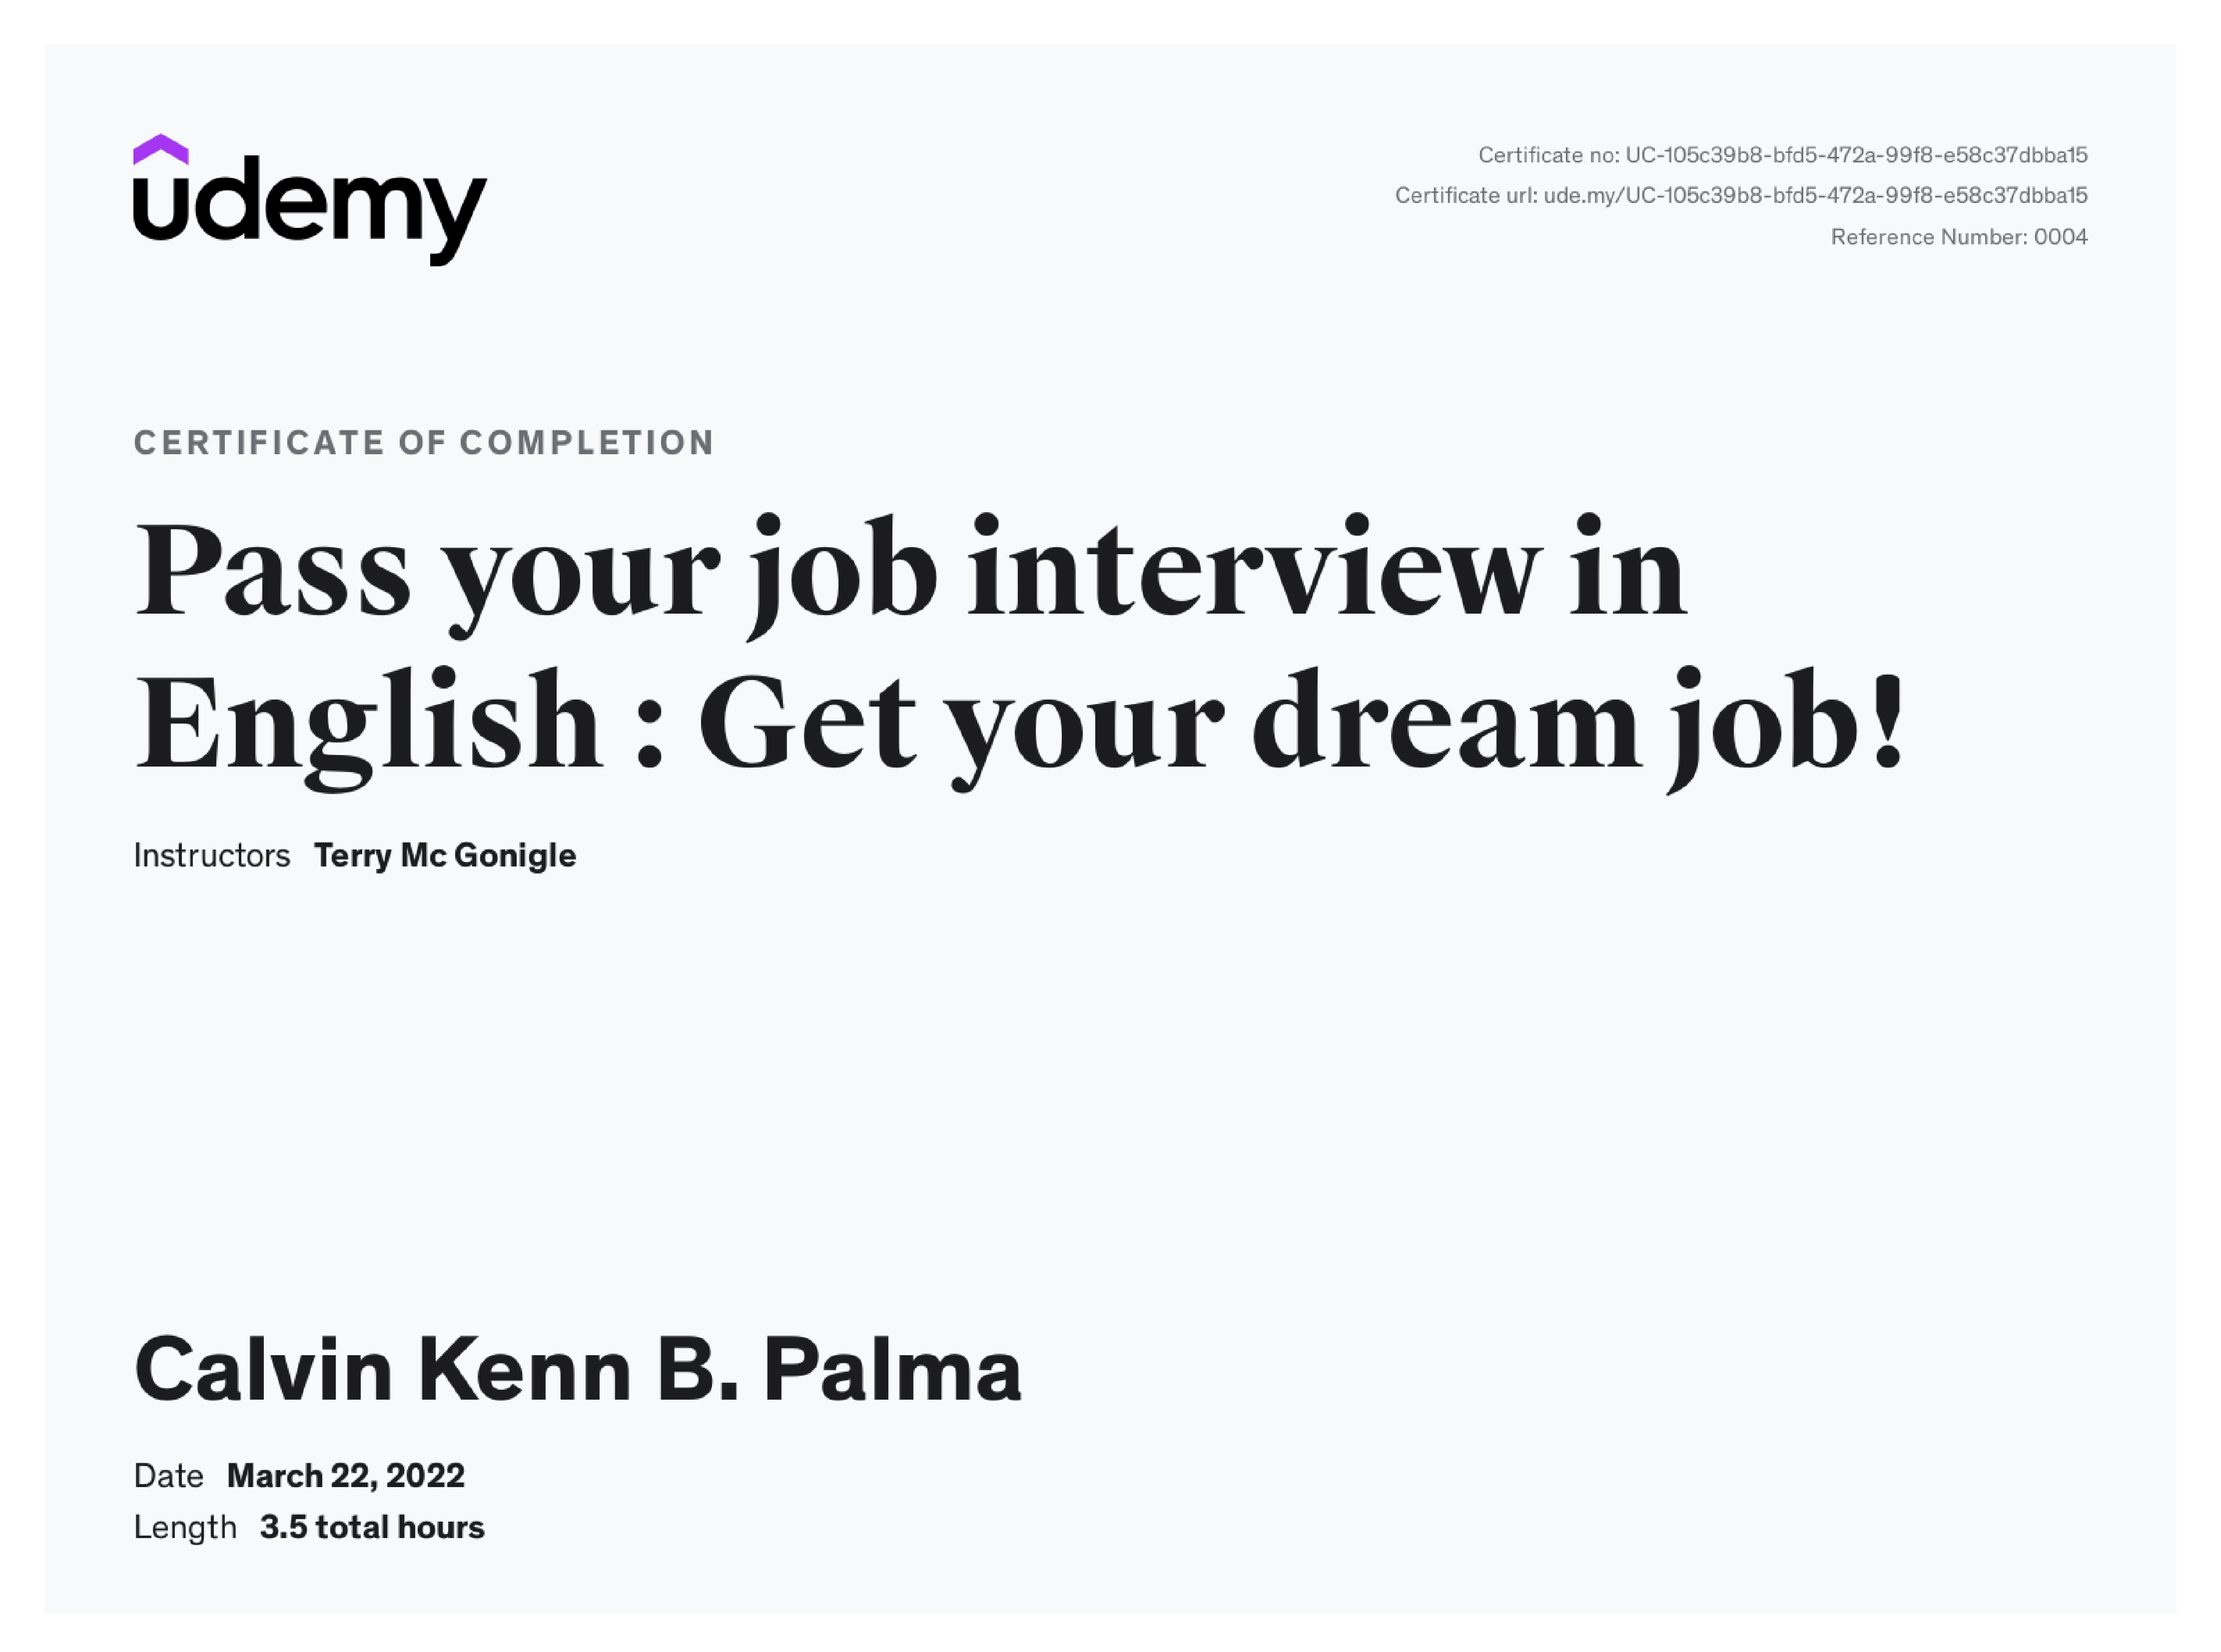 udemy
Certificate no: UC-105c39b8-bfd5-472a-99f8-e58c37dbba15
Certificate url: ude.my/UC-105c39b8-bfd5-472a-99f8-e58c37dbba15
Reference Number: 0004
CERTIFICATE OF COMPLETION
Pass your job interview in
English : Get your dream job!
Instructors Terry Mc Gonigle
Calvin Kenn B. Palma
Date March 22, 2022
Length 3.5 total hours